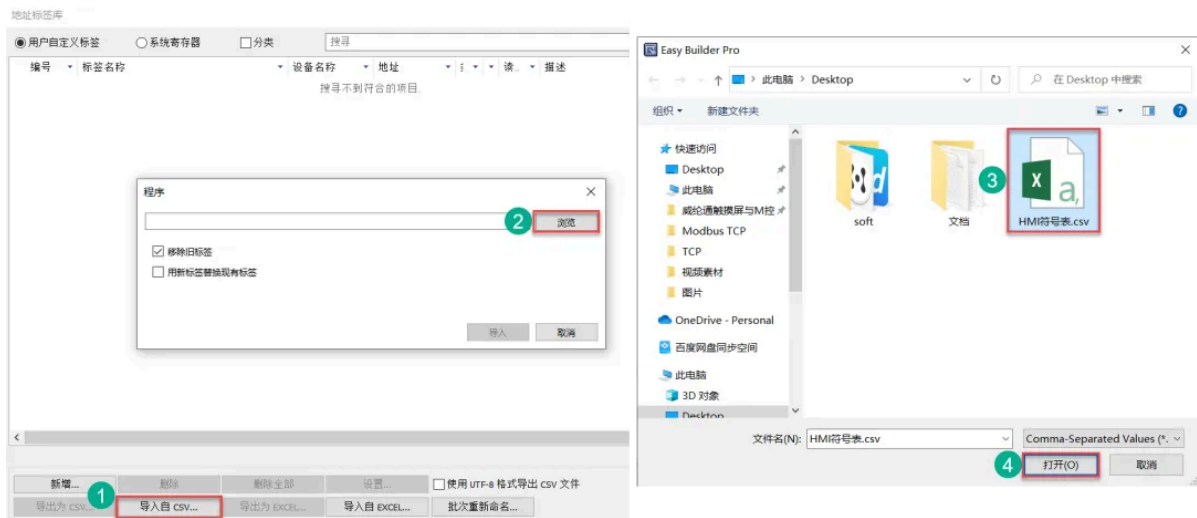 地址标签库
用户自定义标签 系统寄存器 分类 搜寻
编号 标签名称 设备名称 地址 读.. 描述
搜寻不到符合的项目
程序
2 浏览
移除旧标签
用新标签替换现有标签
导入 取消
新增... 删除 删除全部 设置... 使用 UTF-8 格式导出 CSV 文件
1
导出为 CSV... 导入自 CSV... 导出为 EXCEL... 导入自 EXCEL... 批次重新命名...
Easy Builder Pro
此电脑 > Desktop 在 Desktop 中搜索
组织 新建文件夹
快速访问
Desktop
此电脑
威纶通触摸屏与M控
Modbus TCP
TCP
视频素材
图片
OneDrive - Personal
百度网盘同步空间
此电脑
3D 对象
Desktop
soft 文档 3 HMI符号表.csv
文件名(N): HMI符号表.csv Comma-Separated Values (*.
4 打开(O) 取消